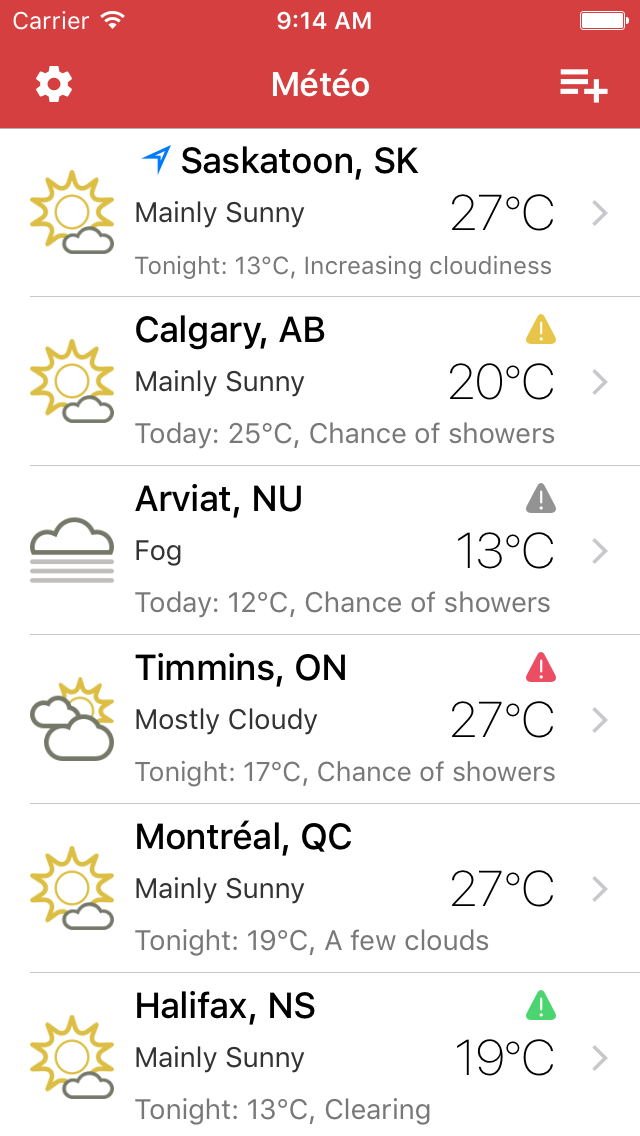 Carrier 9:14 AM
Météo
Saskatoon, SK
Mainly Sunny 27°C
Tonight: 13°C, Increasing cloudiness
Calgary, AB
Mainly Sunny 20°C
Today: 25°C, Chance of showers
Arviat, NU
Fog 13°C
Today: 12°C, Chance of showers
Timmins, ON
Mostly Cloudy 27°C
Tonight: 17°C, Chance of showers
Montréal, QC
Mainly Sunny 27°C
Tonight: 19°C, A few clouds
Halifax, NS
Mainly Sunny 19°C
Tonight: 13°C, Clearing